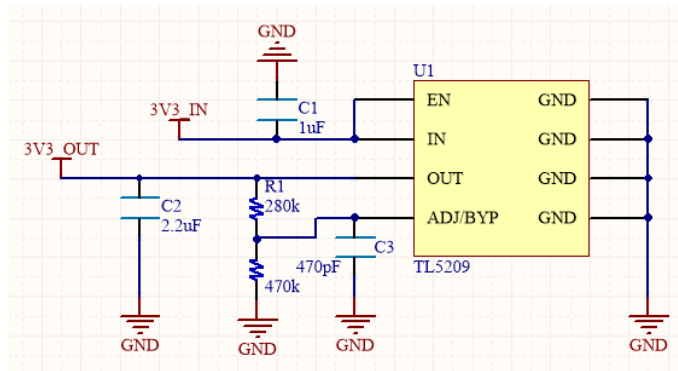 GND
U1
C1
1uF
3V3_IN
EN
GND
IN
GND
3V3_OUT
OUT
GND
R1
280k
C2
2.2uF
ADJ/BYP
GND
C3
470pF
470k
TL5209
GND
GND
GND
GND